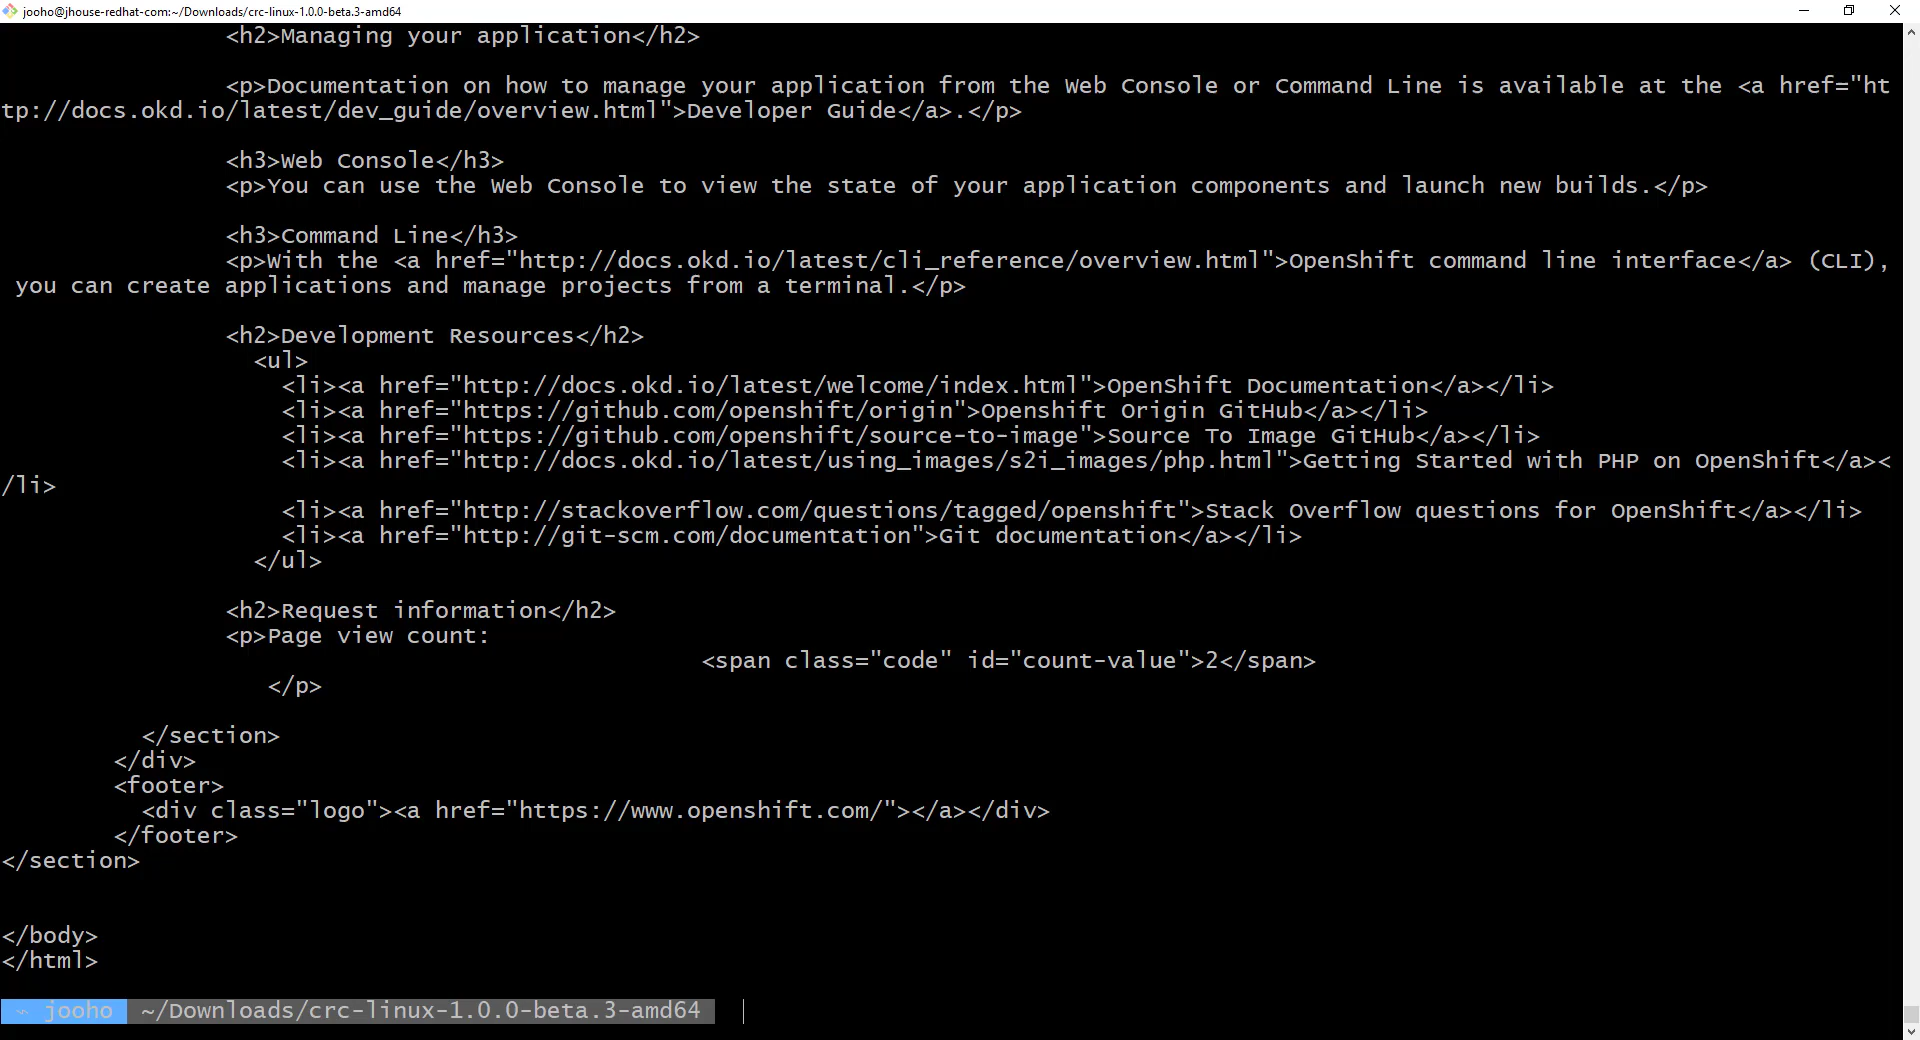 jooho@jhouse-redhat-com:~/Downloads/crc-linux-1.0.0-beta.3-amd64
<h2>Managing your application</h2>
<p>Documentation on how to manage your application from the Web Console or Command Line is available at the <a href="ht
tp://docs.okd.io/latest/dev_guide/overview.html">Developer Guide</a>.</p>
<h3>Web Console</h3>
<p>You can use the Web Console to view the state of your application components and launch new builds.</p>
<h3>Command Line</h3>
<p>With the <a href="http://docs.okd.io/latest/cli_reference/overview.html">OpenShift command line interface</a> (CLI),
you can create applications and manage projects from a terminal.</p>
<h2>Development Resources</h2>
<ul>
<li><a href="http://docs.okd.io/latest/welcome/index.html">OpenShift Documentation</a></li>
<li><a href="https://github.com/openshift/origin">Openshift Origin GitHub</a></li>
<li><a href="https://github.com/openshift/source-to-image">Source To Image GitHub</a></li>
<li><a href="http://docs.okd.io/latest/using_images/s2i_images/php.html">Getting Started with PHP on OpenShift</a><
/li>
<li><a href="http://stackoverflow.com/questions/tagged/openshift">Stack Overflow questions for OpenShift</a></li>
<li><a href="http://git-scm.com/documentation">Git documentation</a></li>
</ul>
<h2>Request information</h2>
<p>Page view count:
<span class="code" id="count-value">2</span>
</p>
</section>
</div>
<footer>
<div class="logo"><a href="https://www.openshift.com/"></a></div>
</footer>
</section>
</body>
</html>
jooho ~/Downloads/crc-linux-1.0.0-beta.3-amd64